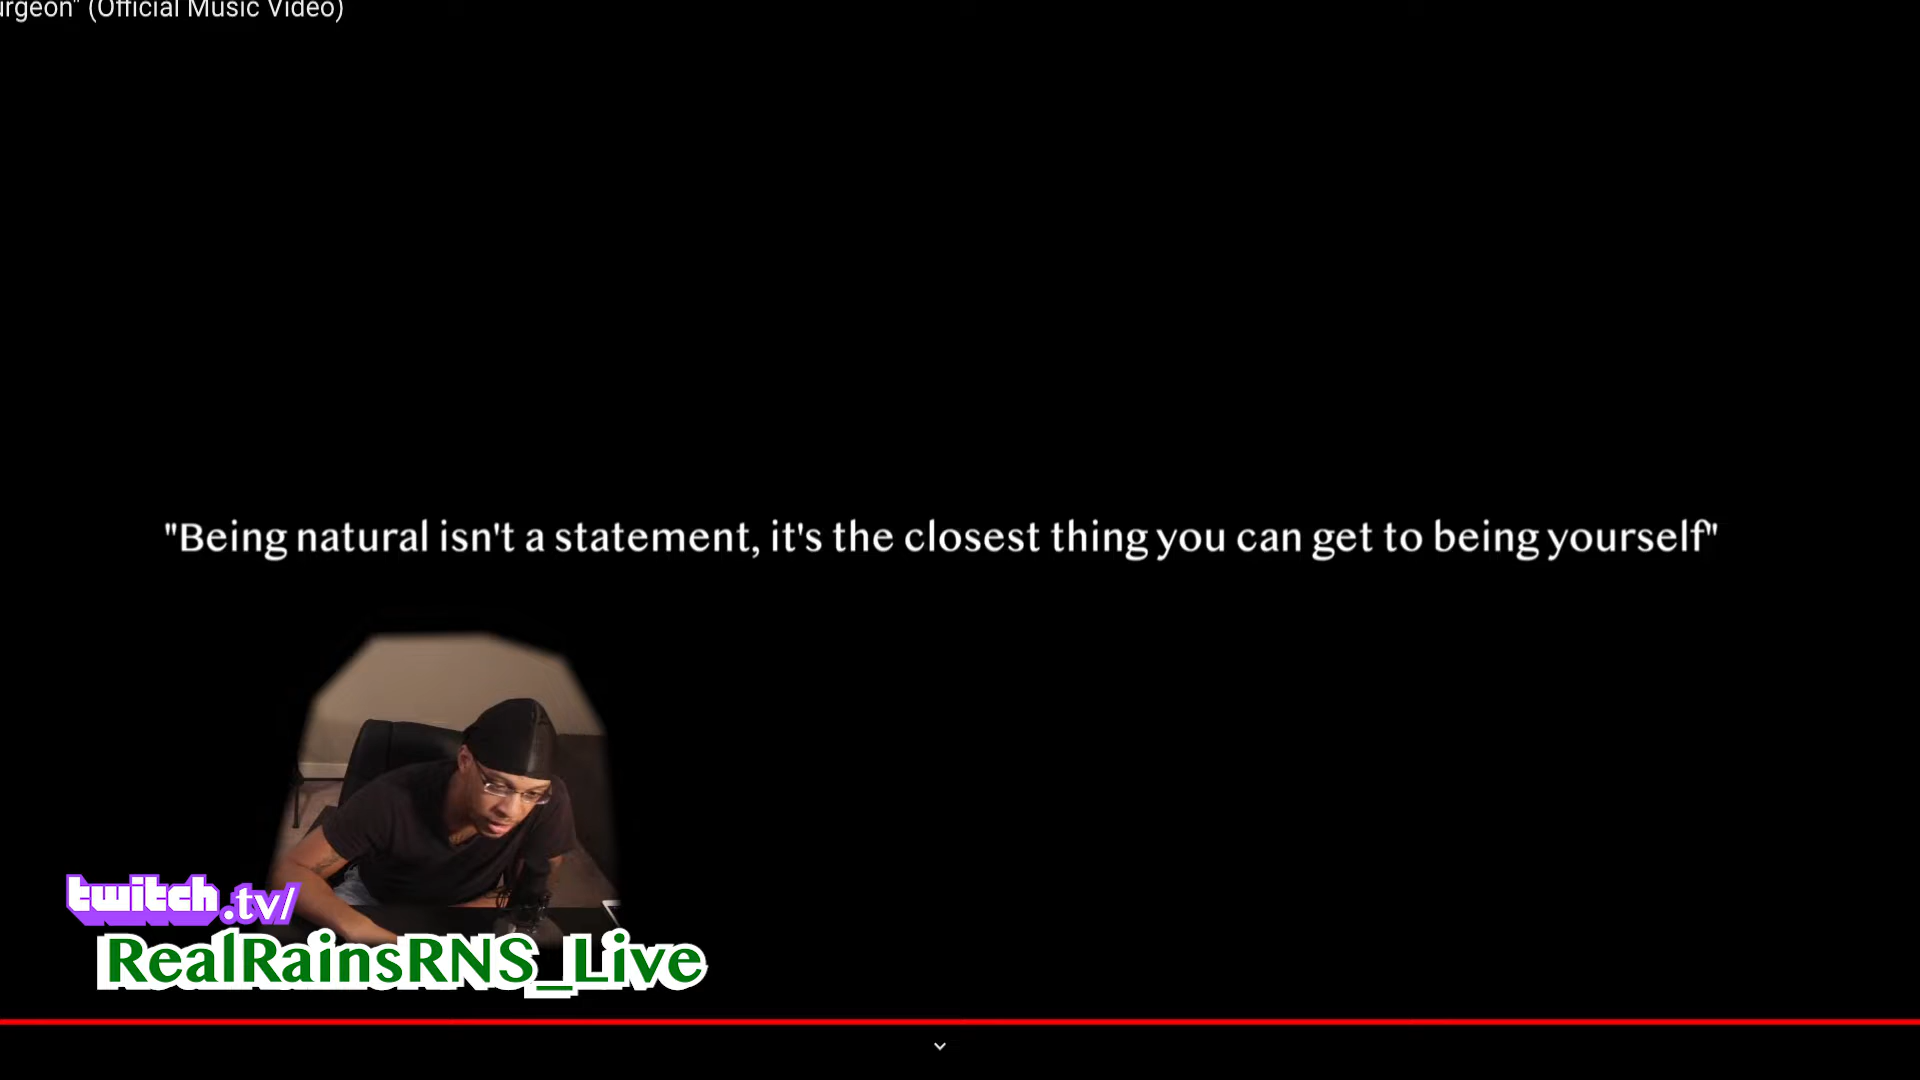 urgeon" (Official Music Video)
"Being natural isn't a statement, it's the closest thing you can get to being yourself"
twitch.tv/
RealRainsRNS_Live